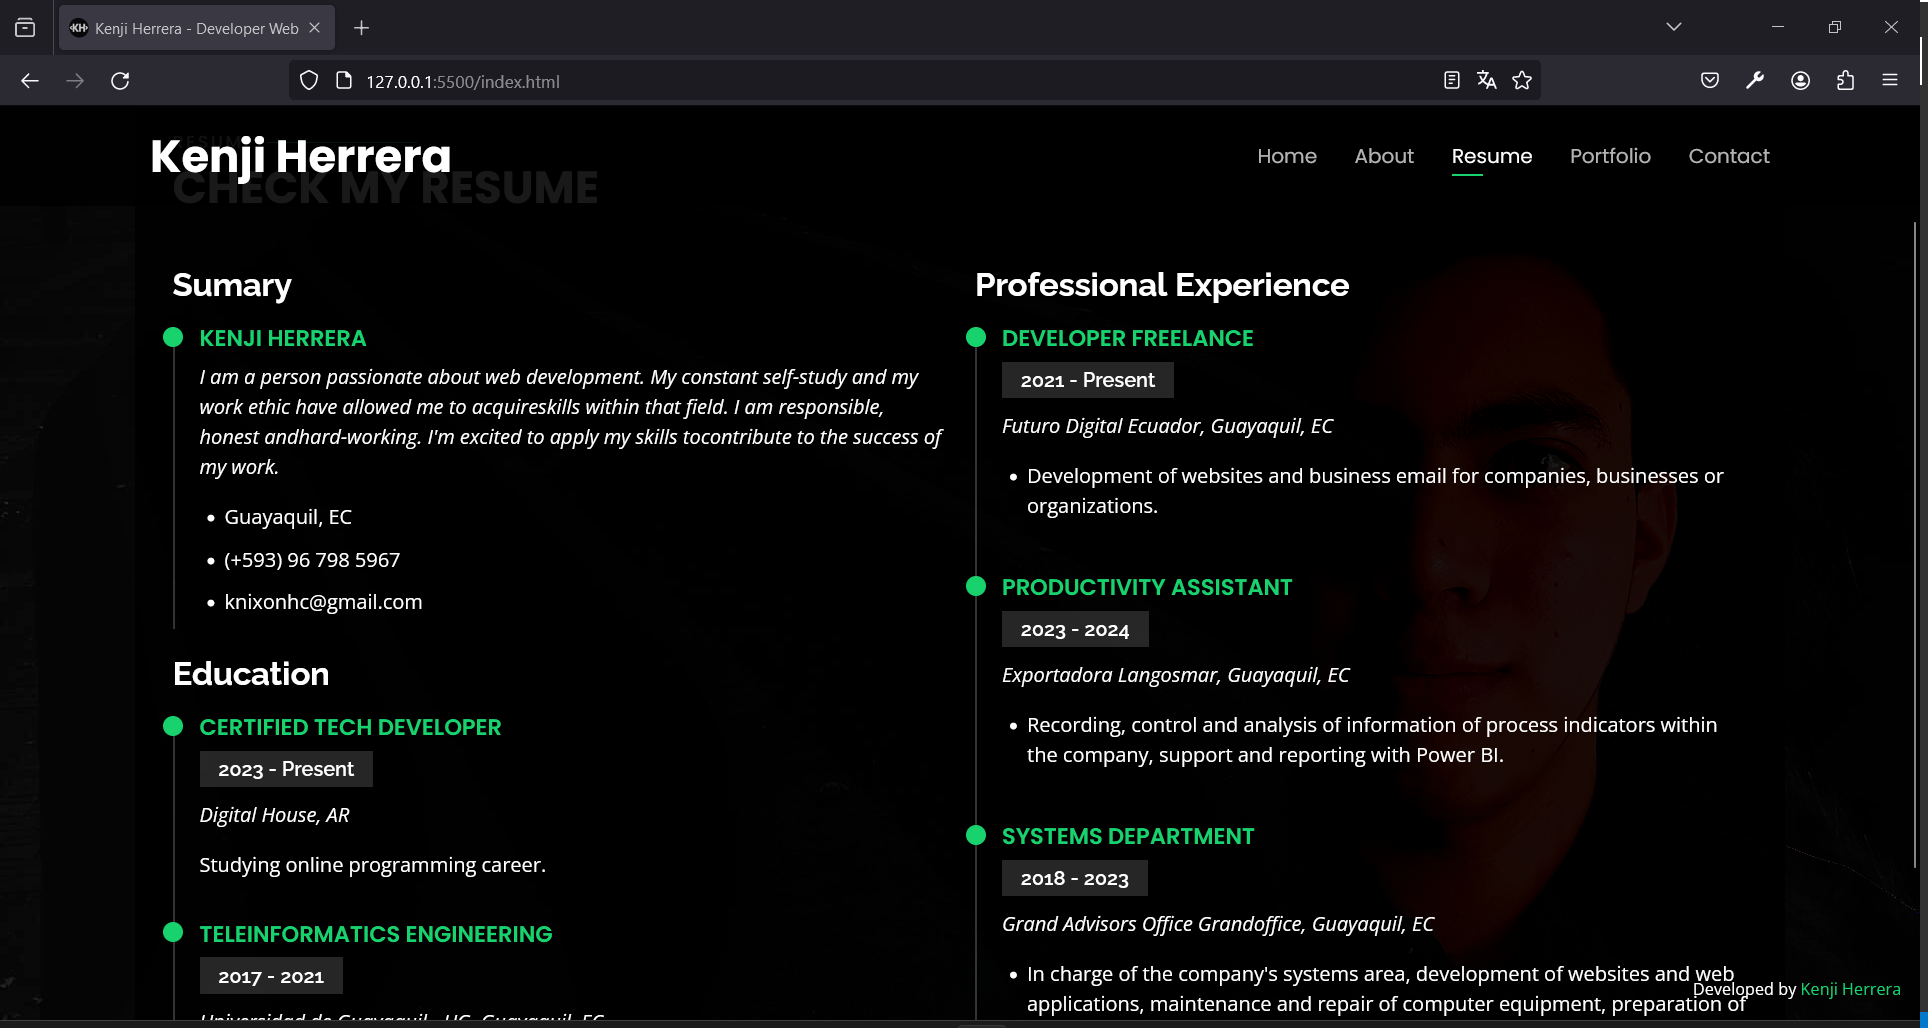 KH
Kenji Herrera - Developer Web
127.0.0.1:5500/index.html
RESUME
Kenji Herrera
Home
About
Resume
Portfolio
Contact
CHECK MY RESUME
Sumary
KENJI HERRERA
I am a person passionate about web development. My constant self-study and my
work ethic have allowed me to acquireskills within that field. I am responsible,
honest andhard-working. I'm excited to apply my skills tocontribute to the success of
my work.
• Guayaquil, EC
• (+593) 96 798 5967
• knixonhc@gmail.com
Education
CERTIFIED TECH DEVELOPER
2023 - Present
Digital House, AR
Studying online programming career.
TELEINFORMATICS ENGINEERING
2017 - 2021
Universidad de Guayaquil - UG, Guayaquil, EC
Professional Experience
DEVELOPER FREELANCE
2021 - Present
Futuro Digital Ecuador, Guayaquil, EC
• Development of websites and business email for companies, businesses or
organizations.
PRODUCTIVITY ASSISTANT
2023 - 2024
Exportadora Langosmar, Guayaquil, EC
• Recording, control and analysis of information of process indicators within
the company, support and reporting with Power BI.
SYSTEMS DEPARTMENT
2018 - 2023
Grand Advisors Office Grandoffice, Guayaquil, EC
• In charge of the company's systems area, development of websites and web
applications, maintenance and repair of computer equipment, preparation of
Developed by Kenji Herrera